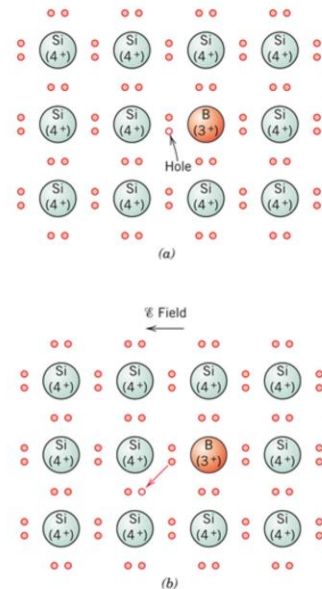 Si Si Si Si
(4+) (4+) (4+) (4+)
Si Si B Si
(4+) (4+) (3+) (4+)
Hole
Si Si Si Si
(4+) (4+) (4+) (4+)
(a)
ℰ Field
Si Si Si Si
(4+) (4+) (4+) (4+)
Si Si B Si
(4+) (4+) (3+) (4+)
Si Si Si Si
(4+) (4+) (4+) (4+)
(b)